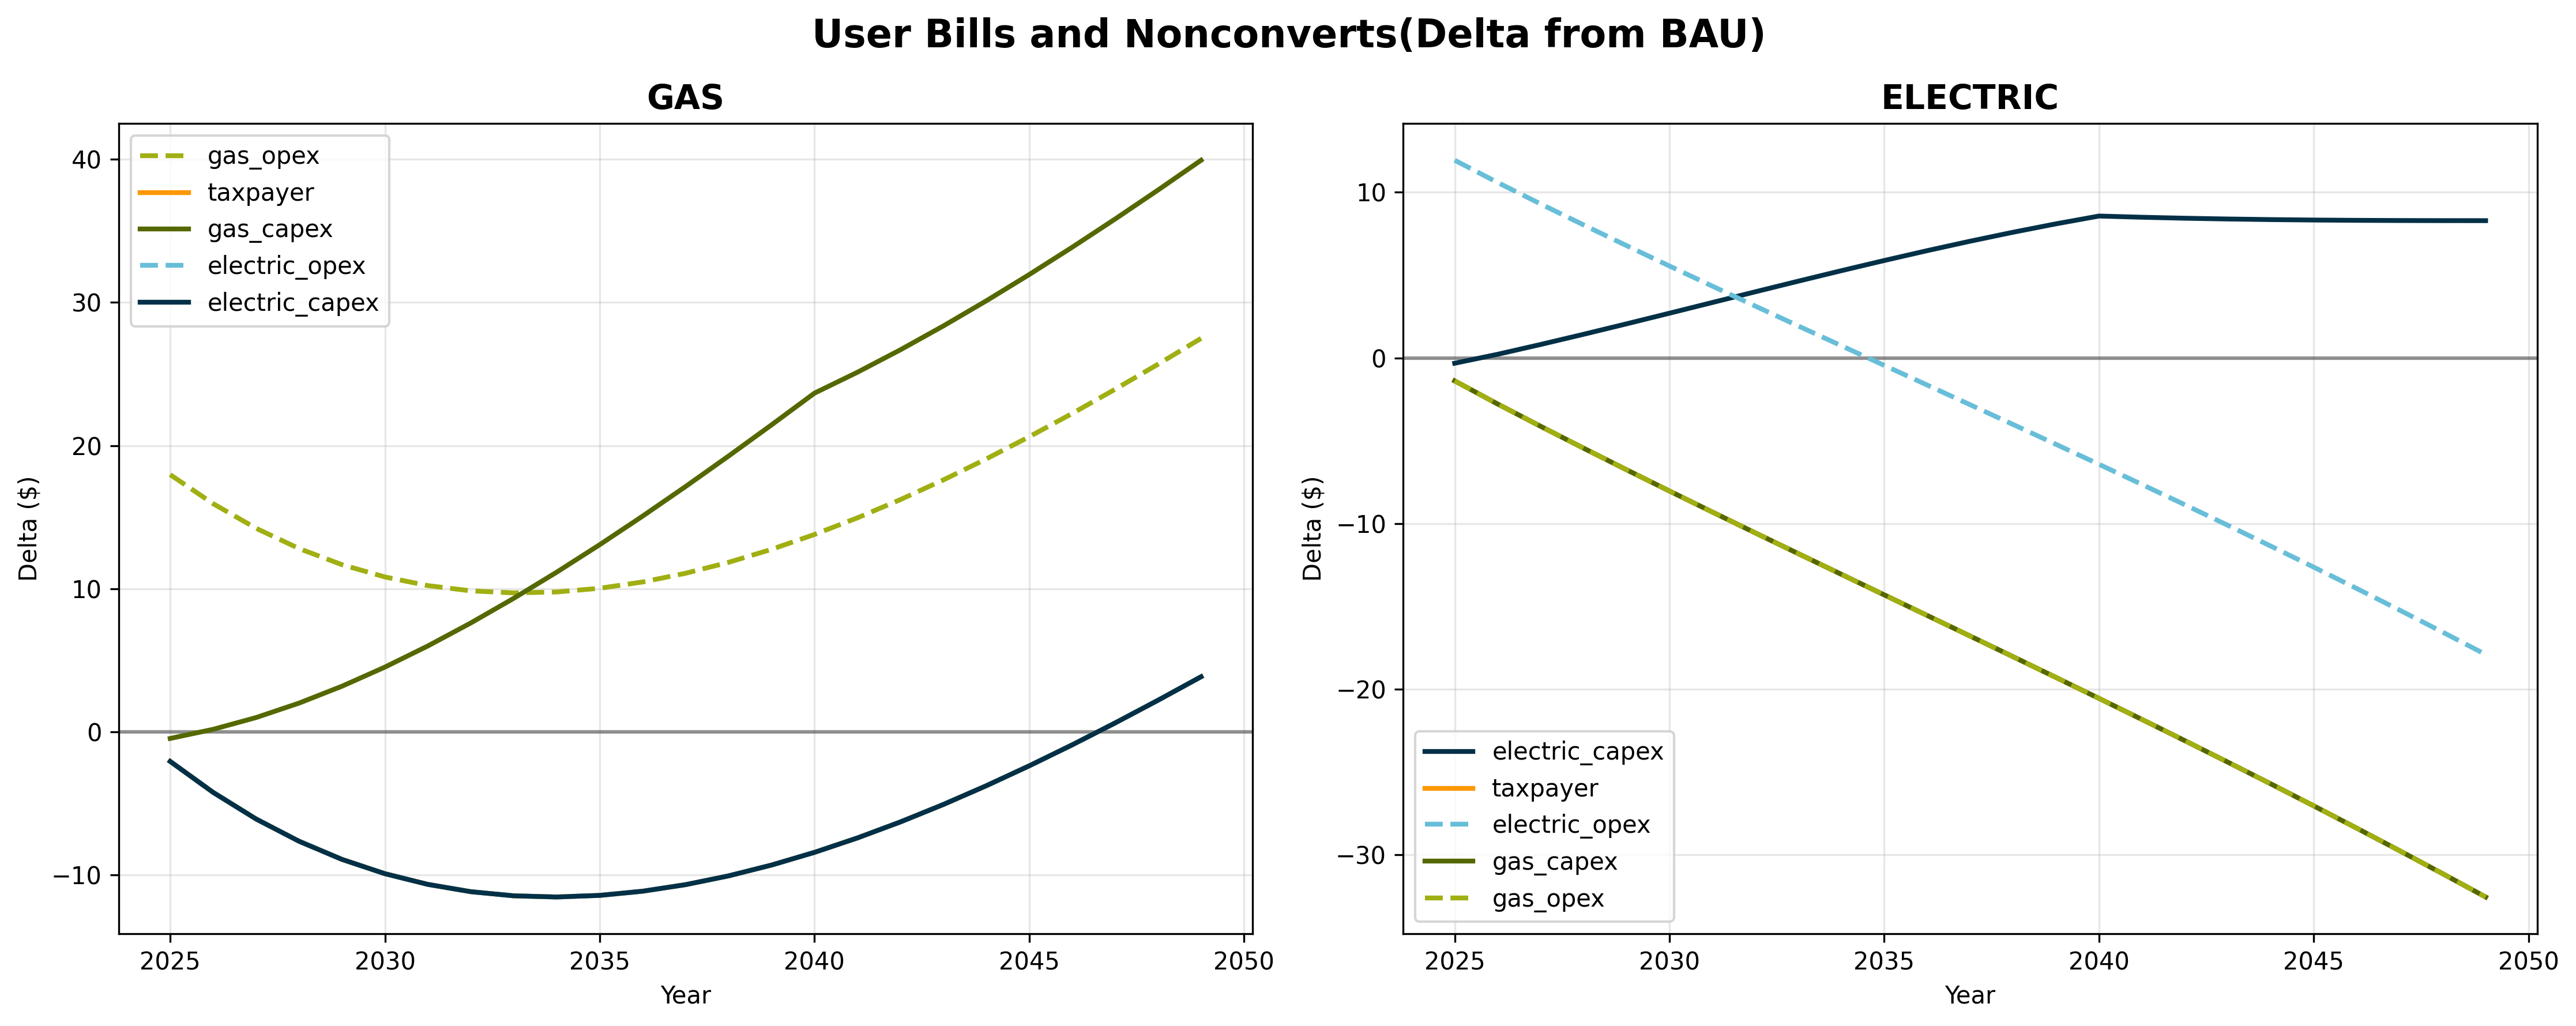 User Bills and Nonconverts(Delta from BAU)
GAS
40
30
20
10
0
−10
Delta ($)
gas_opex
taxpayer
gas_capex
electric_opex
electric_capex
2025 2030 2035 2040 2045 2050
Year
ELECTRIC
10
0
−10
−20
−30
Delta ($)
electric_capex
taxpayer
electric_opex
gas_capex
gas_opex
2025 2030 2035 2040 2045 2050
Year